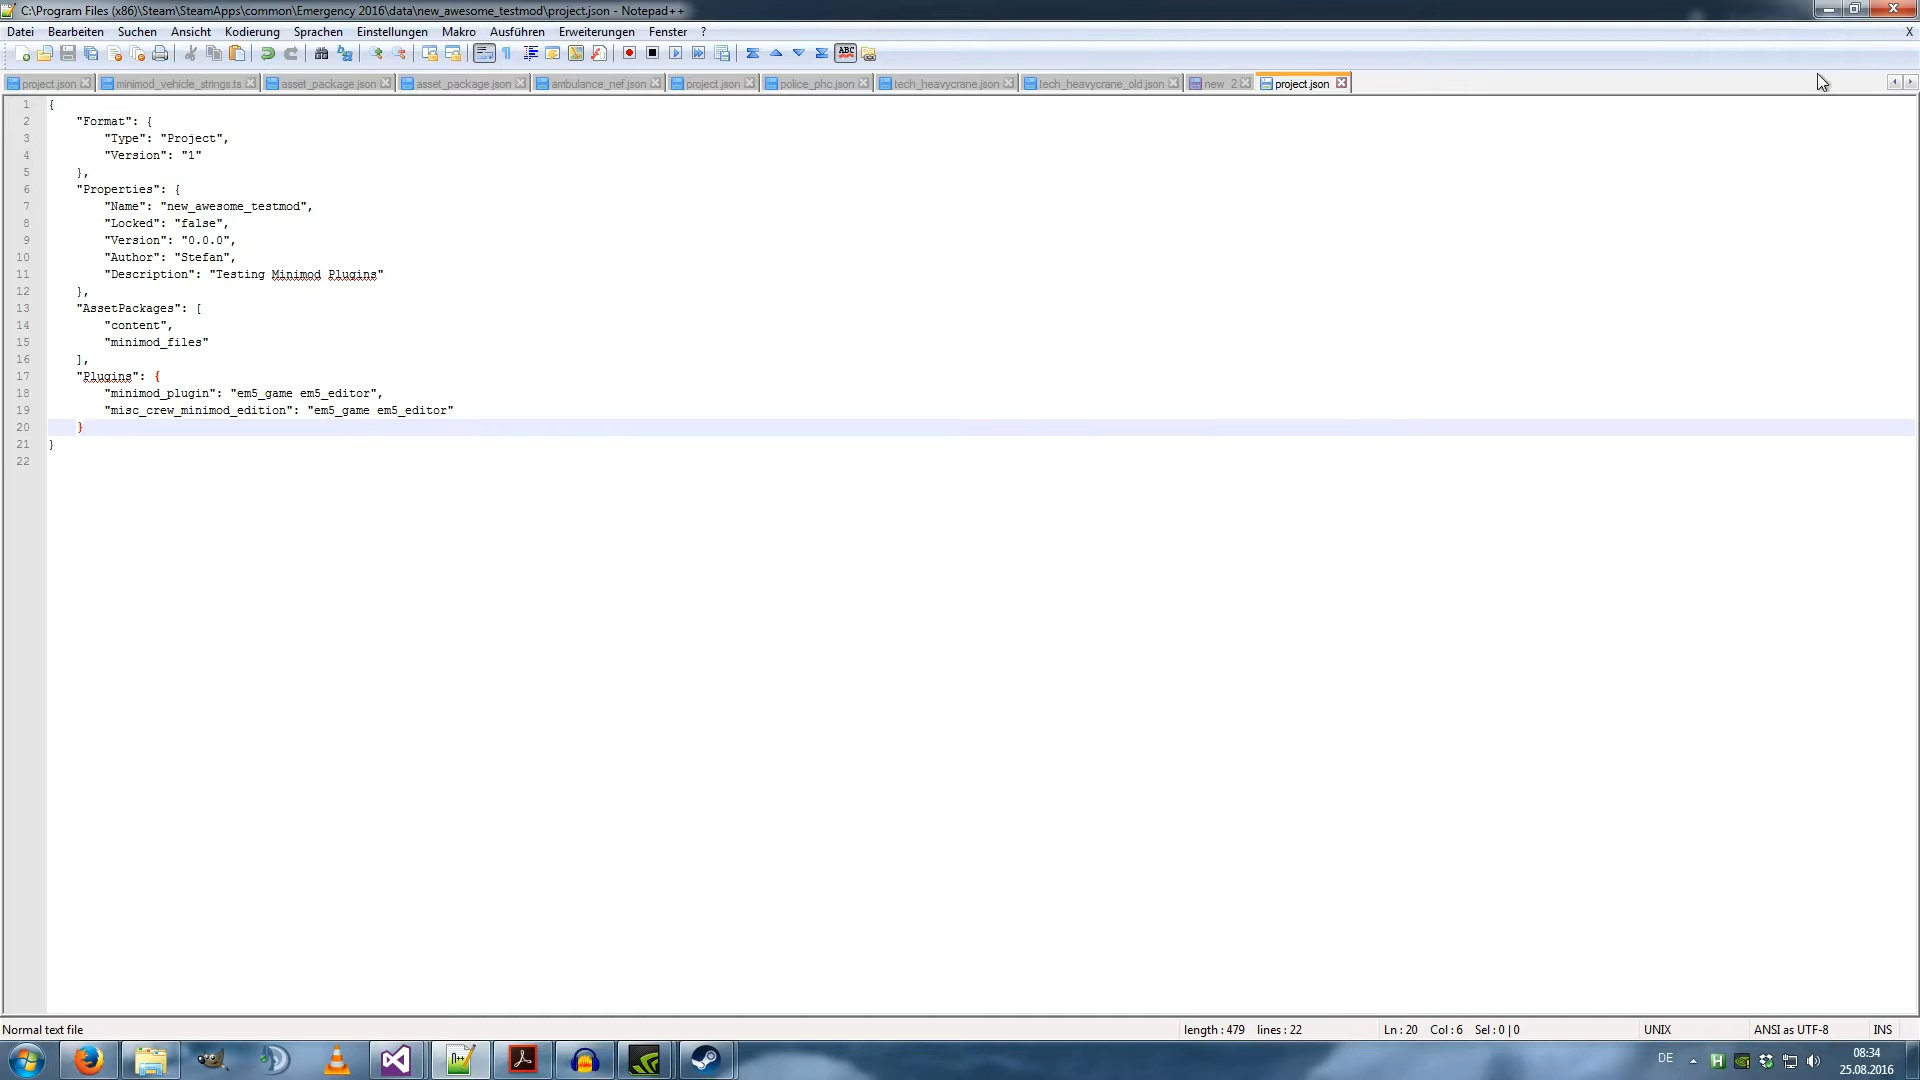 C:\Program Files (x86)\Steam\SteamApps\common\Emergency 2016\data\new_awesome_testmod\project.json - Notepad++
Datei Bearbeiten Suchen Ansicht Kodierung Sprachen Einstellungen Makro Ausführen Erweiterungen Fenster ? X
project.json minimod_vehicle_strings.ts asset_package.json asset_package.json ambulance_nef.json project.json police_phc.json tech_heavycrane.json tech_heavycrane_old.json new 2 project.json
1 {
2 "Format": {
3 "Type": "Project",
4 "Version": "1"
5 },
6 "Properties": {
7 "Name": "new_awesome_testmod",
8 "Locked": "false",
9 "Version": "0.0.0",
10 "Author": "Stefan",
11 "Description": "Testing Minimod Plugins"
12 },
13 "AssetPackages": [
14 "content",
15 "minimod_files"
16 ],
17 "Plugins": {
18 "minimod_plugin": "em5_game em5_editor",
19 "misc_crew_minimod_edition": "em5_game em5_editor"
20 }
21 }
22
Normal text file length : 479 lines : 22 Ln : 20 Col : 6 Sel : 0 | 0 UNIX ANSI as UTF-8 INS
DE 08:34
25.08.2016